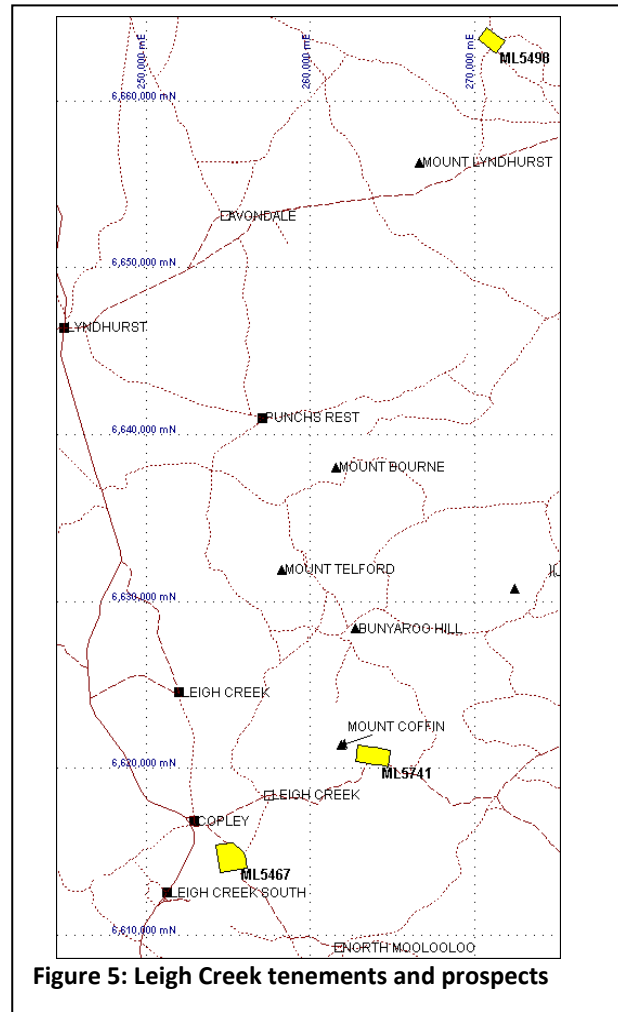 250,000 mE
260,000 mE
270,000 mE
ML5498
6,660,000 mN
MOUNT LYNDHURST
AVONDALE
6,650,000 mN
LYNDHURST
PUNCHS REST
6,640,000 mN
MOUNT BOURNE
MOUNT TELFORD
6,630,000 mN
BUNYAROO HILL
LEIGH CREEK
MOUNT COFFIN
6,620,000 mN
ML5741
LEIGH CREEK
COPLEY
ML5467
LEIGH CREEK SOUTH
6,610,000 mN
NORTH MOOLOOLOO
Figure 5: Leigh Creek tenements and prospects